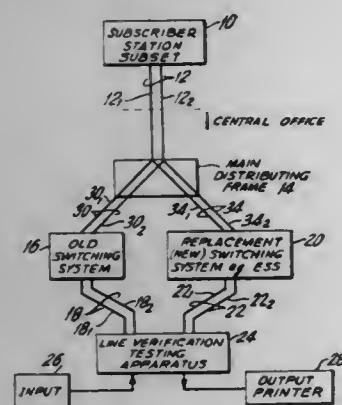 SUBSCRIBER
STATION
SUBSET
10
12
12₁
12₂
CENTRAL OFFICE
MAIN
DISTRIBUTING
FRAME 14
30₁
30
30₂
34
34₁
34₂
16
OLD
SWITCHING
SYSTEM
REPLACEMENT
(NEW) SWITCHING
SYSTEM eg ESS
20
18
18₁
18₂
22₁
22
22₂
24
LINE VERIFICATION
TESTING
APPARATUS
26
INPUT
28
OUTPUT
PRINTER